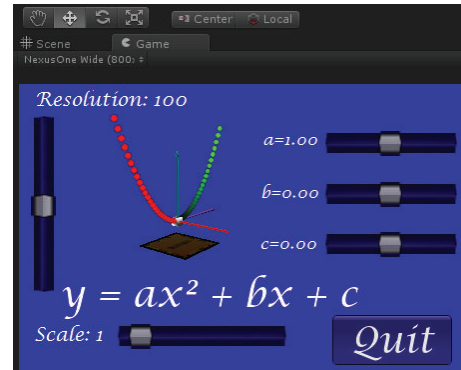 Center Local
Scene Game
NexusOne Wide (800:
Resolution: 100
a=1.00
b=0.00
c=0.00
y = ax² + bx + c
Scale: 1
Quit